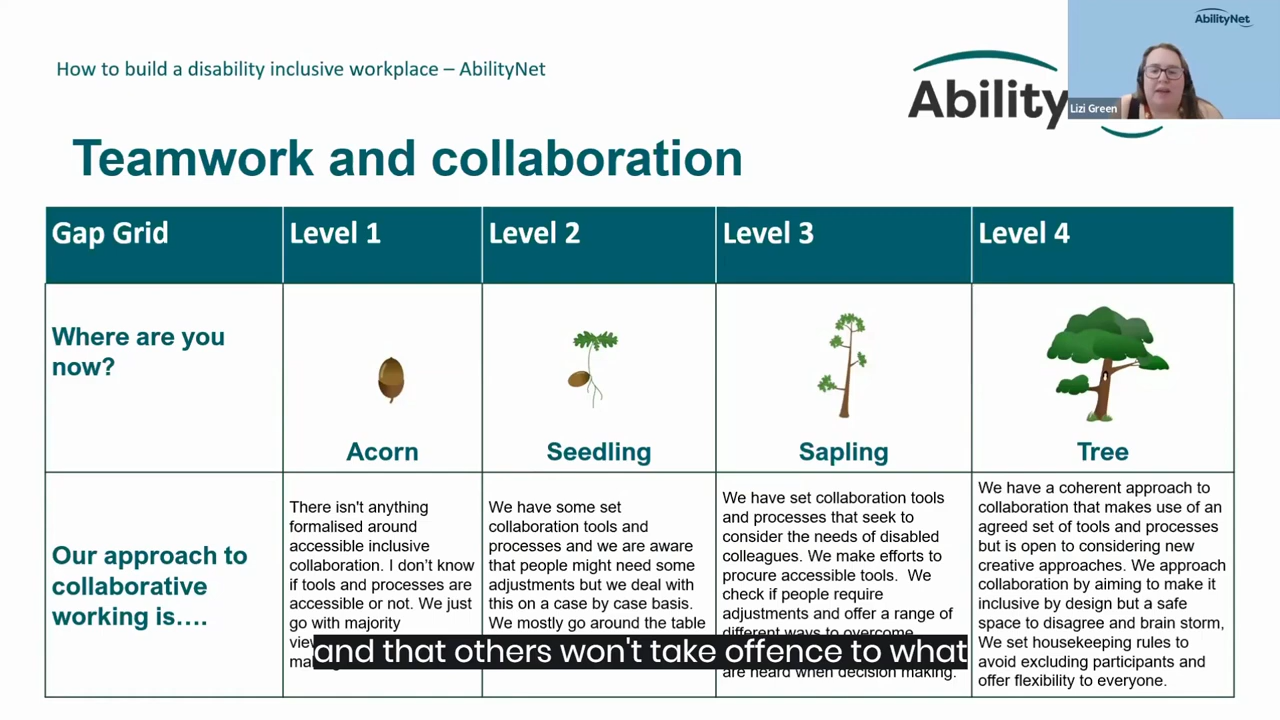 AbilityNet
How to build a disability inclusive workplace – AbilityNet
Ability
Lizi Green
Teamwork and collaboration
Gap Grid
Level 1
Level 2
Level 3
Level 4
Where are you
now?
Acorn
Seedling
Sapling
Tree
Our approach to
collaborative
working is....
There isn't anything
formalised around
accessible inclusive
collaboration. I don't know
if tools and processes are
accessible or not. We just
go with majority
We have some set
collaboration tools and
processes and we are aware
that people might need some
adjustments but we deal with
this on a case by case basis.
We mostly go around the table
We have set collaboration tools
and processes that seek to
consider the needs of disabled
colleagues. We make efforts to
procure accessible tools. We
check if people require
adjustments and offer a range of
different ways to overcome
are heard when decision making.
We have a coherent approach to
collaboration that makes use of an
agreed set of tools and processes
but is open to considering new
creative approaches. We approach
collaboration by aiming to make it
inclusive by design but a safe
space to disagree and brain storm,
We set housekeeping rules to
avoid excluding participants and
offer flexibility to everyone.
and that others won't take offence to what